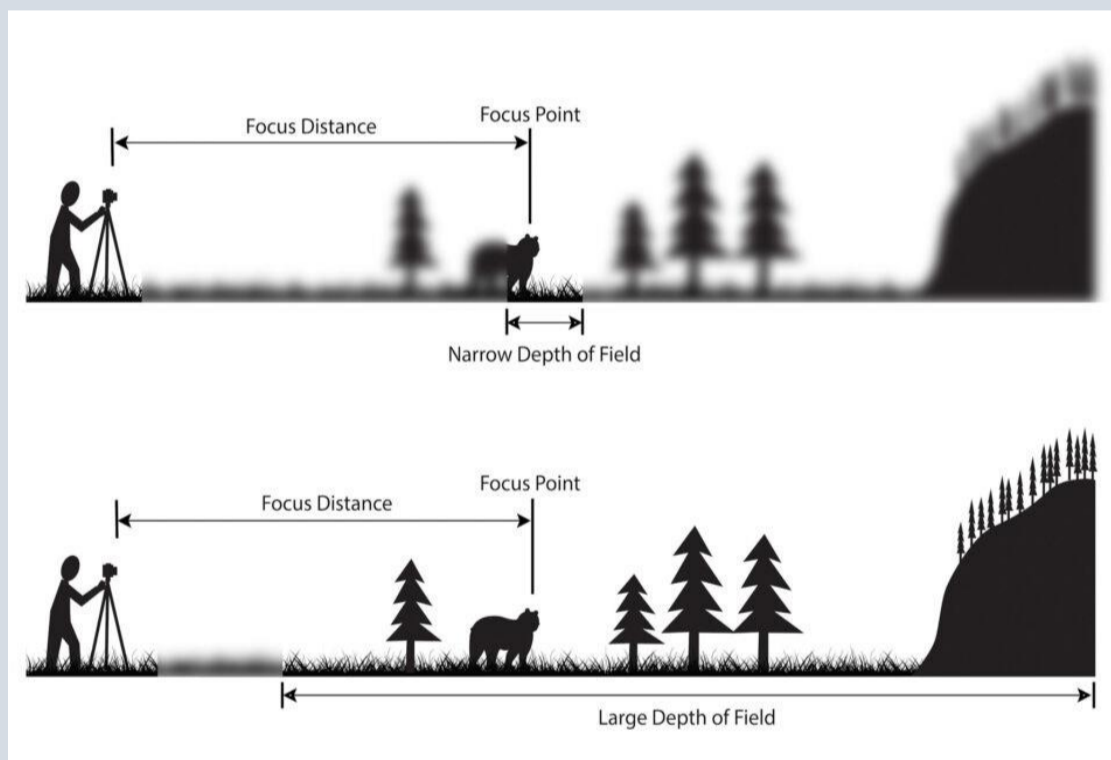 Focus Point
Focus Distance
Narrow Depth of Field
Focus Point
Focus Distance
Large Depth of Field